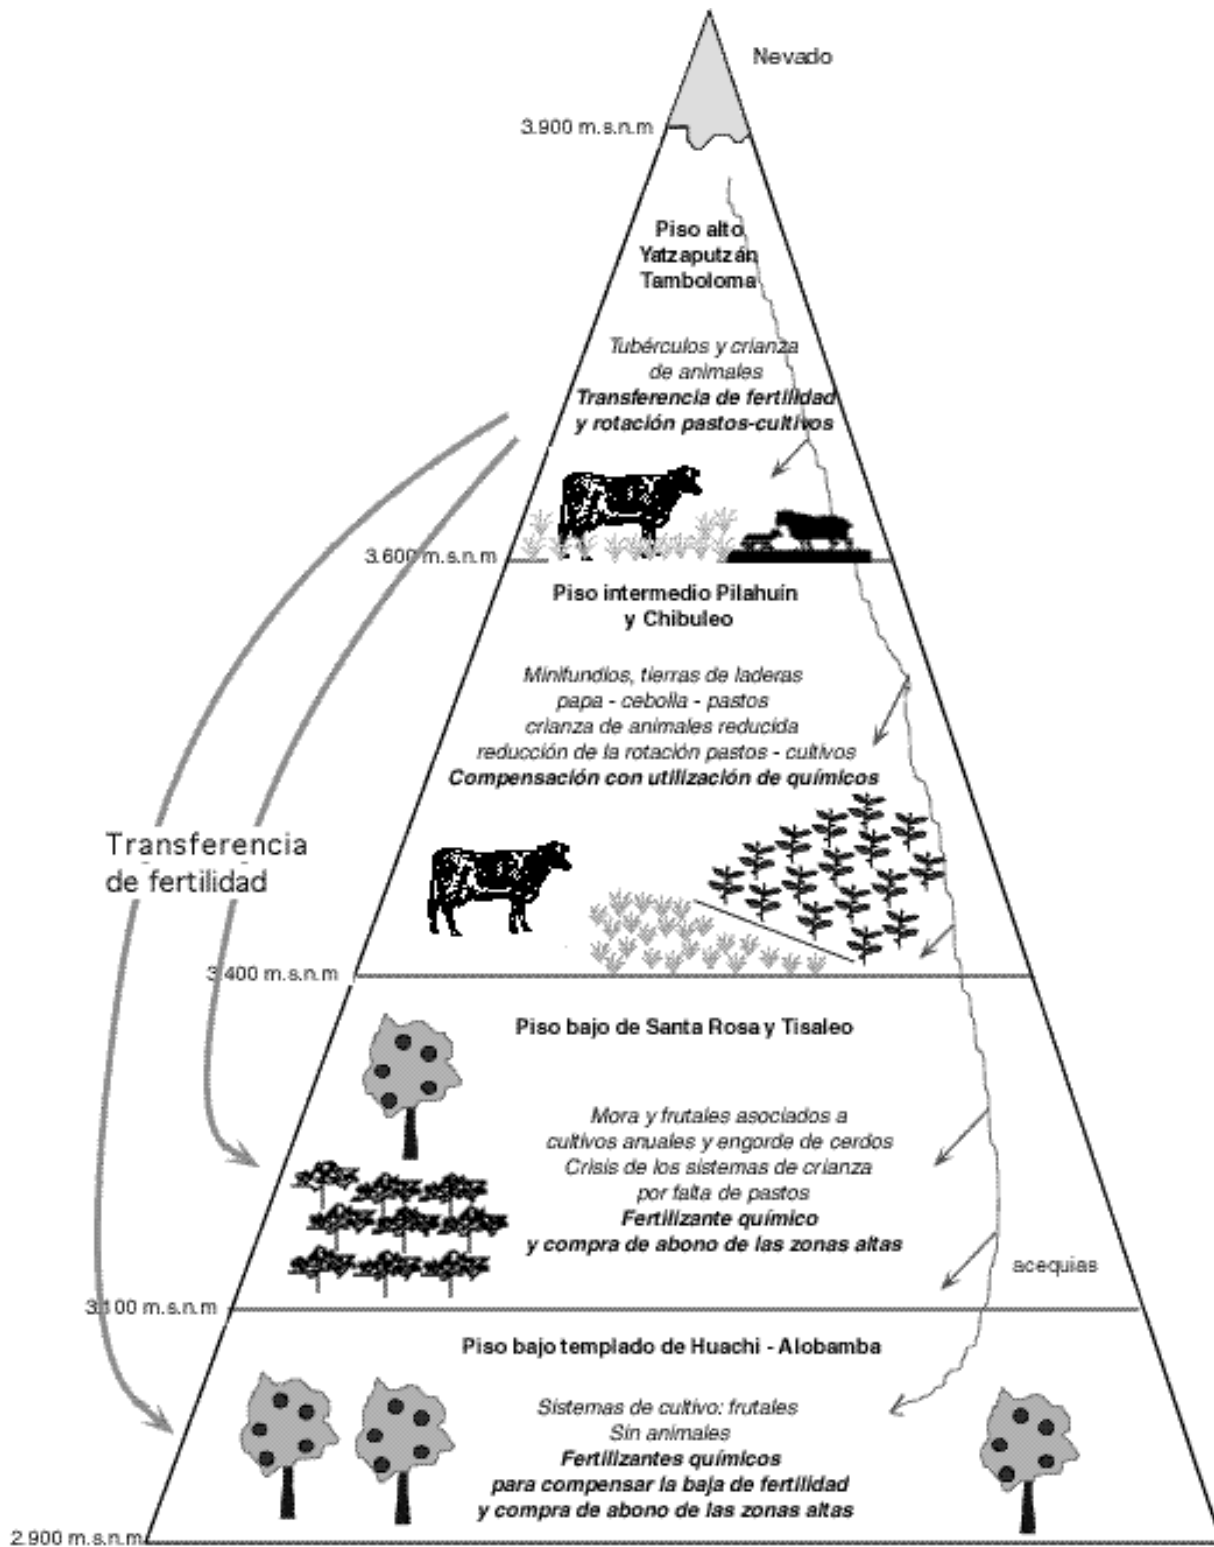 Nevado
3.900 m.s.n.m
Piso alto
Yatzaputzán
Tamboloma
Tubérculos y crianza
de animales
Transferencia de fertilidad
y rotación pastos-cultivos
3.600 m.s.n.m
Piso intermedio Pilahuín
y Chibuleo
Minifundios, tierras de laderas
papa - cebolla - pastos
crianza de animales reducida
reducción de la rotación pastos - cultivos
Compensación con utilización de químicos
Transferencia
de fertilidad
3.400 m.s.n.m
Piso bajo de Santa Rosa y Tisaleo
Mora y frutales asociados a
cultivos anuales y engorde de cerdos
Crisis de los sistemas de crianza
por falta de pastos
Fertilizante químico
y compra de abono de las zonas altas
acequias
3.100 m.s.n.m
Piso bajo templado de Huachi - Alobamba
Sistemas de cultivo: frutales
Sin animales
Fertilizantes químicos
para compensar la baja de fertilidad
y compra de abono de las zonas altas
2.900 m.s.n.m